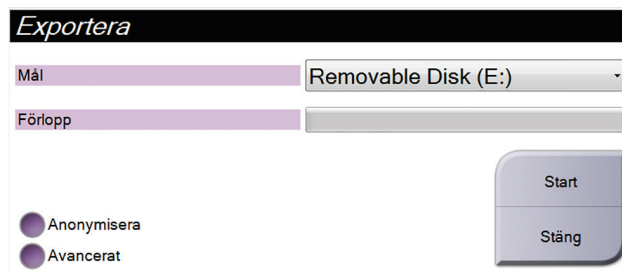 Exportera
Mål
Removable Disk (E:)
Förlopp
Start
Anonymisera
Stäng
Avancerat